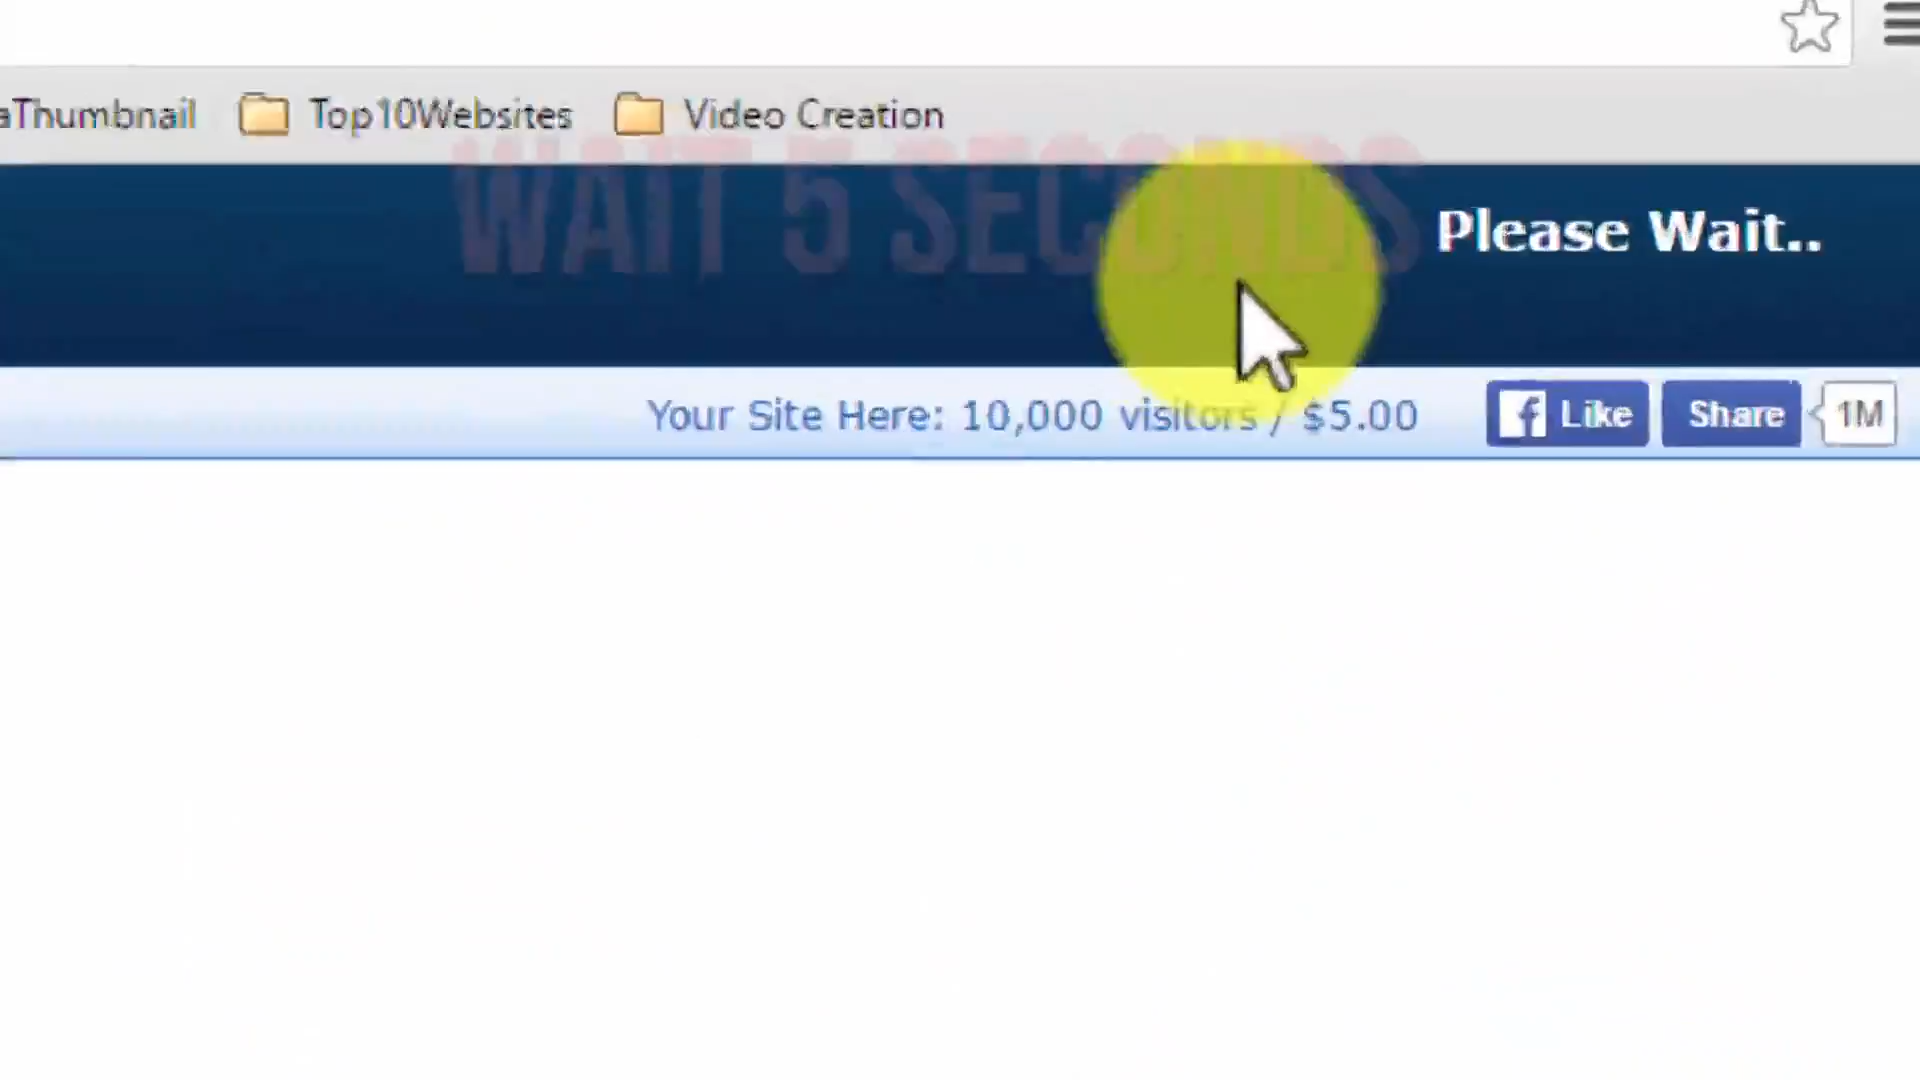 aThumbnail Top10Websites Video Creation
WAIT 5 SECONDS
Please Wait..
Your Site Here: 10,000 visitors / $5.00 Like Share 1M